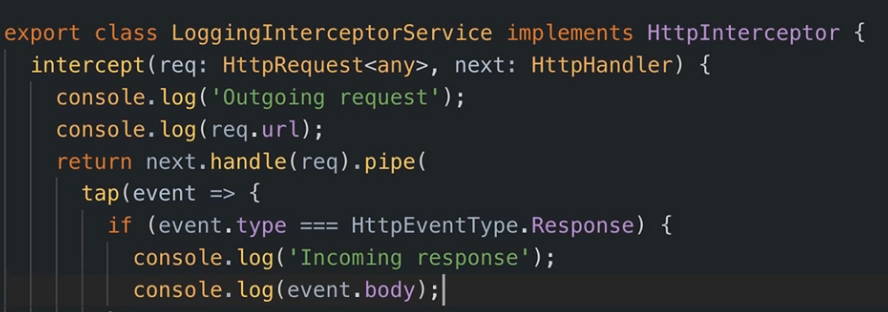 export class LoggingInterceptorService implements HttpInterceptor {
intercept(req: HttpRequest<any>, next: HttpHandler) {
console.log('Outgoing request');
console.log(req.url);
return next.handle(req).pipe(
tap(event => {
if (event.type === HttpEventType.Response) {
console.log('Incoming response');
console.log(event.body);